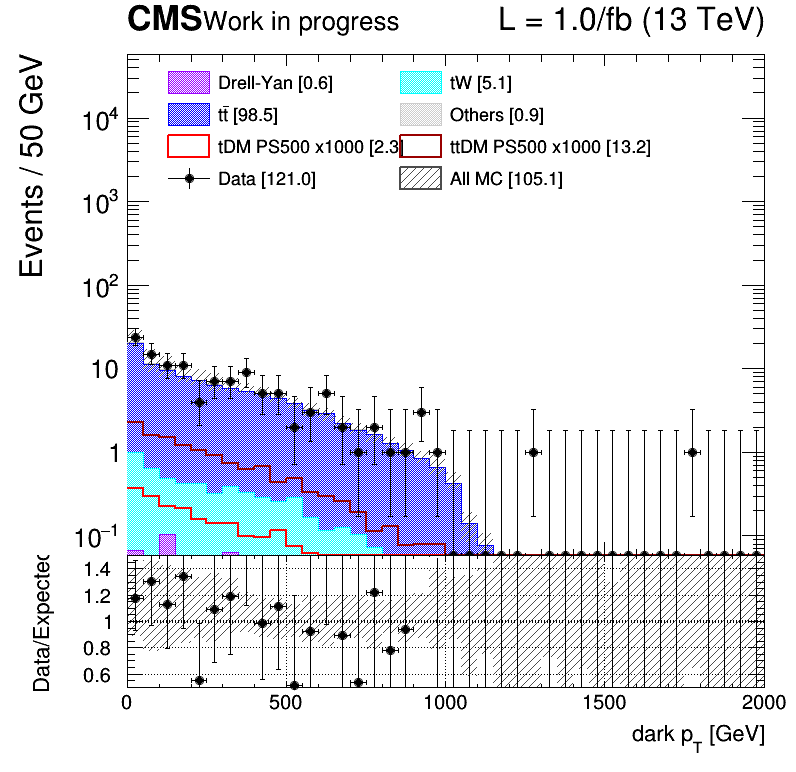 CMS Work in progress L = 1.0/fb (13 TeV)
Drell-Yan [0.6] tW [5.1]
tt̄ [98.5] Others [0.9]
tDM PS500 x1000 [2.3 ttDM PS500 x1000 [13.2]
Data [121.0] All MC [105.1]
Events / 50 GeV
10⁴
10³
10²
10
1
10⁻¹
Data/Expected
1.4
1.2
1
0.8
0.6
0 500 1000 1500 2000
dark p_T [GeV]